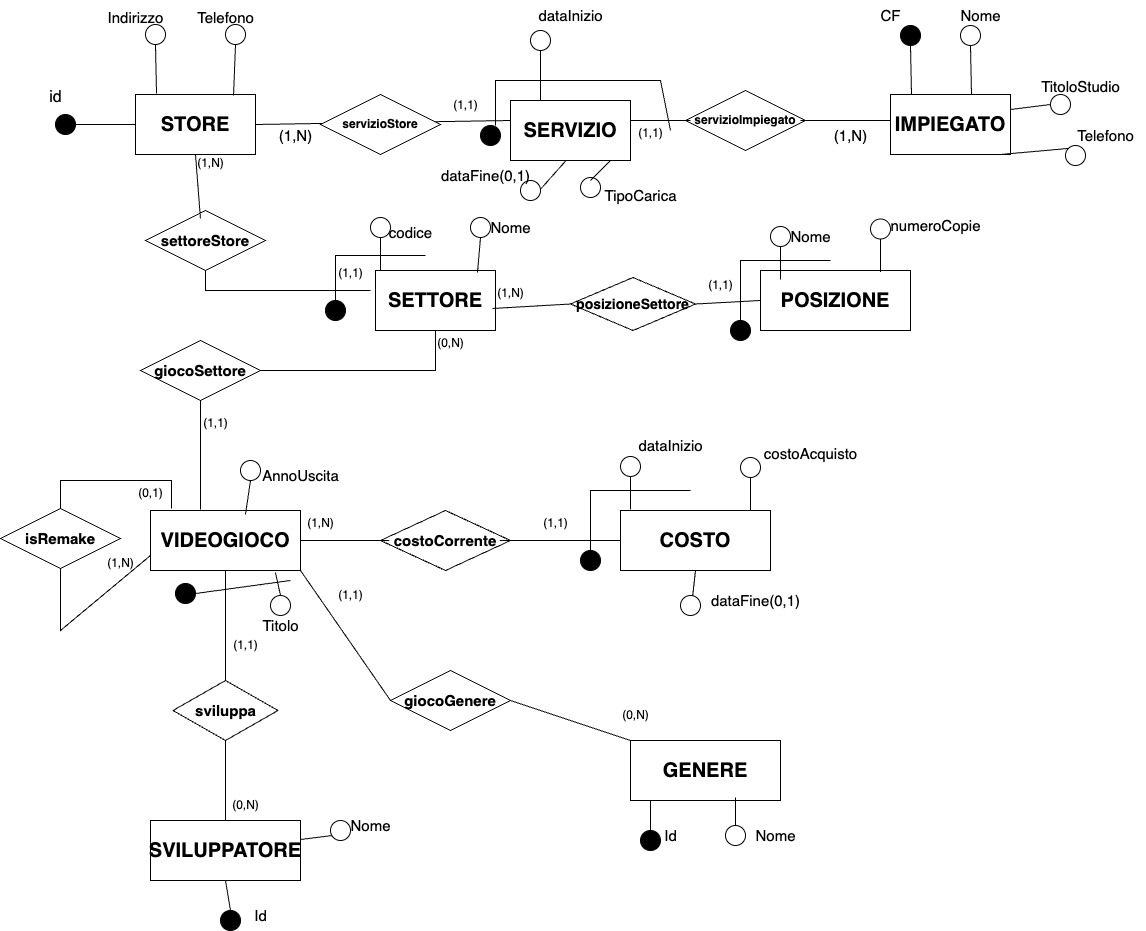 Indirizzo
Telefono
dataInizio
CF
Nome
id
STORE
(1,N)
servizioStore
(1,1)
SERVIZIO
(1,1)
servizioImpiegato
(1,N)
IMPIEGATO
TitoloStudio
Telefono
(1,N)
dataFine(0,1)
TipoCarica
settoreStore
codice
Nome
(1,1)
SETTORE
(1,N)
posizioneSettore
(1,1)
Nome
numeroCopie
POSIZIONE
(0,N)
giocoSettore
(1,1)
AnnoUscita
dataInizio
costoAcquisto
(0,1)
isRemake
(1,N)
VIDEOGIOCO
(1,N)
costoCorrente
(1,1)
COSTO
(1,1)
Titolo
dataFine(0,1)
(1,1)
sviluppa
giocoGenere
(0,N)
GENERE
(0,N)
Nome
SVILUPPATORE
Id
Nome
Id